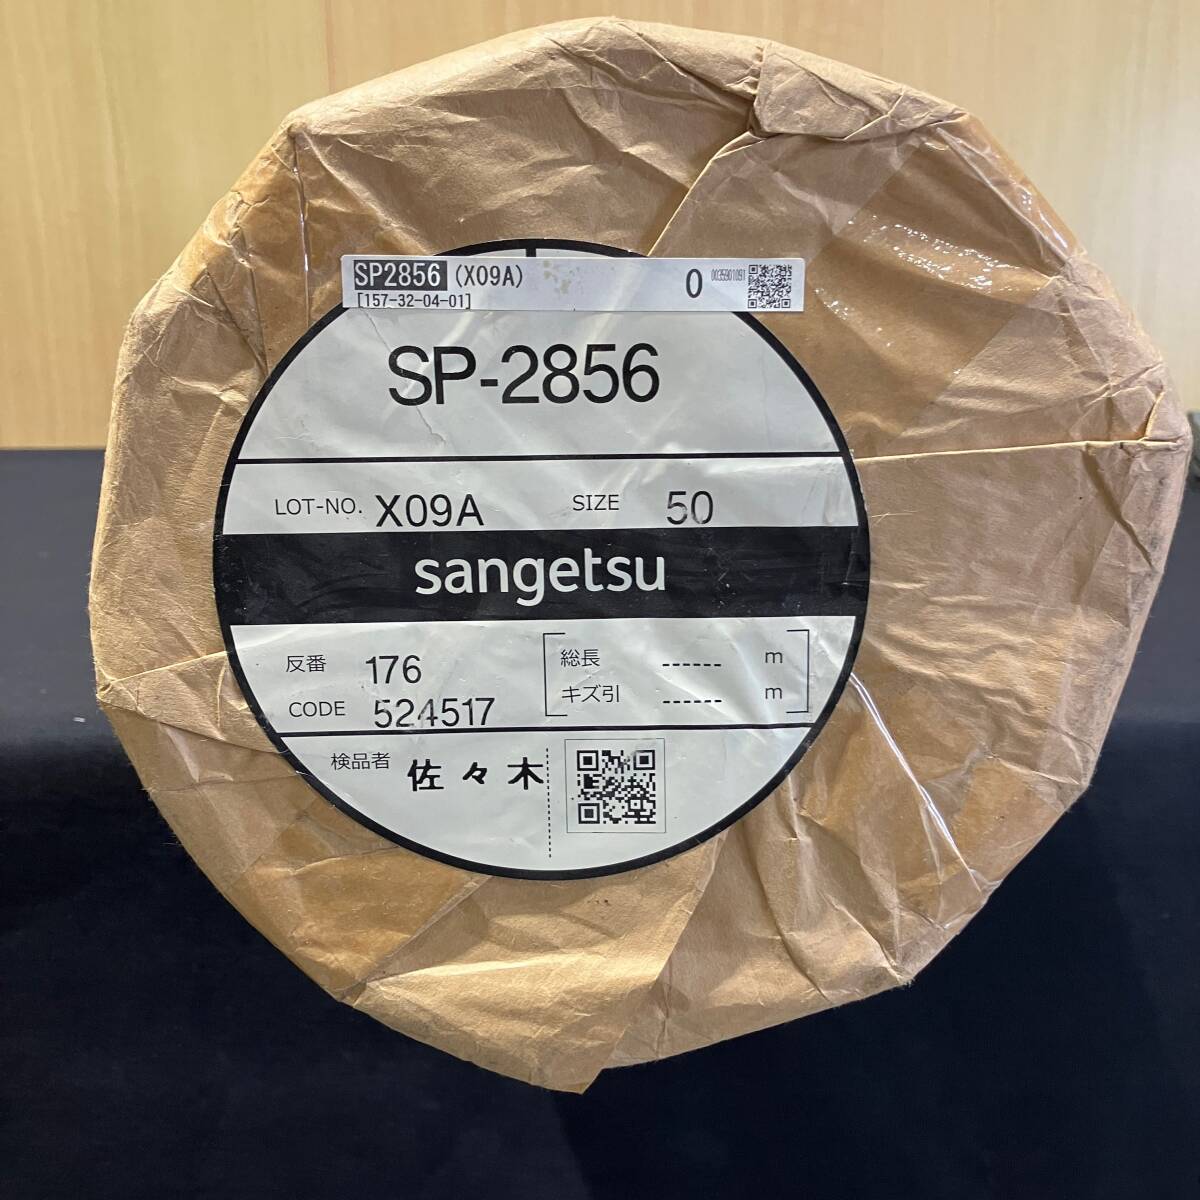 SP2856 (X09A)
[157-32-04-01]
0
0035901091
SP-2856
LOT-NO. X09A SIZE 50
sangetsu
反番 176
CODE 524517
総長 ------ m
キズ引 ------ m
検品者 佐々木